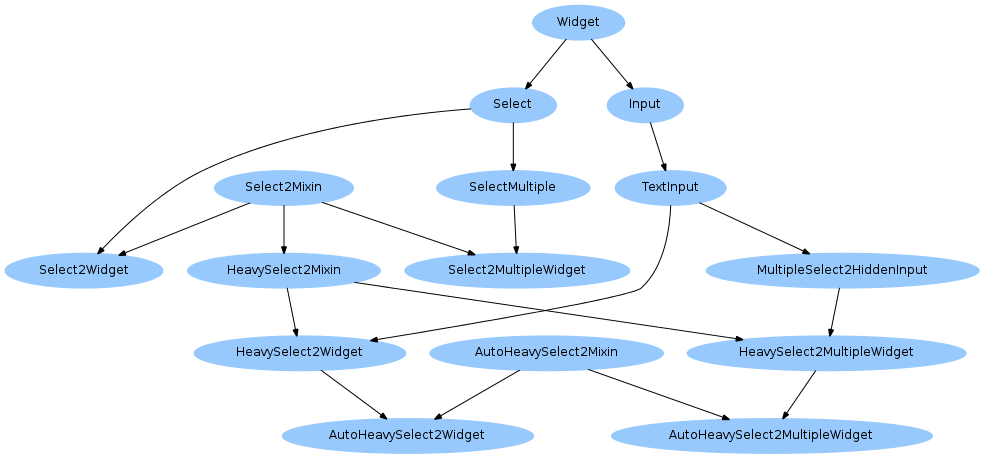 Widget
Select
Input
Select2Mixin
SelectMultiple
TextInput
Select2Widget
HeavySelect2Mixin
Select2MultipleWidget
MultipleSelect2HiddenInput
HeavySelect2Widget
AutoHeavySelect2Mixin
HeavySelect2MultipleWidget
AutoHeavySelect2Widget
AutoHeavySelect2MultipleWidget